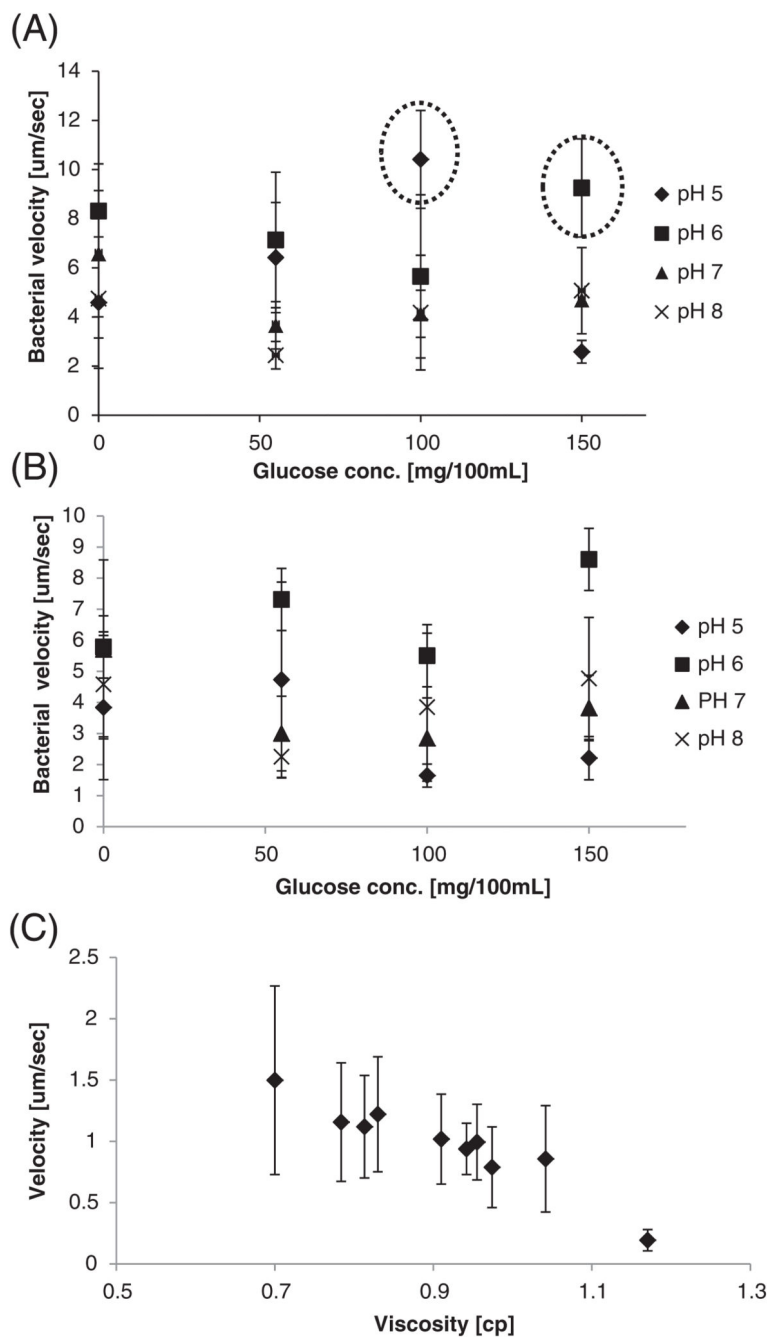 (A)
14
12
10
8
6
4
2
0
Bacterial velocity [um/sec]
0 50 100 150
Glucose conc. [mg/100mL]
pH 5
pH 6
pH 7
pH 8
(B)
10
9
8
7
6
5
4
3
2
1
0
Bacterial velocity [um/sec]
0 50 100 150
Glucose conc. [mg/100mL]
pH 5
pH 6
PH 7
pH 8
(C)
2.5
2
1.5
1
0.5
0
Velocity [um/sec]
0.5 0.7 0.9 1.1 1.3
Viscosity [cp]